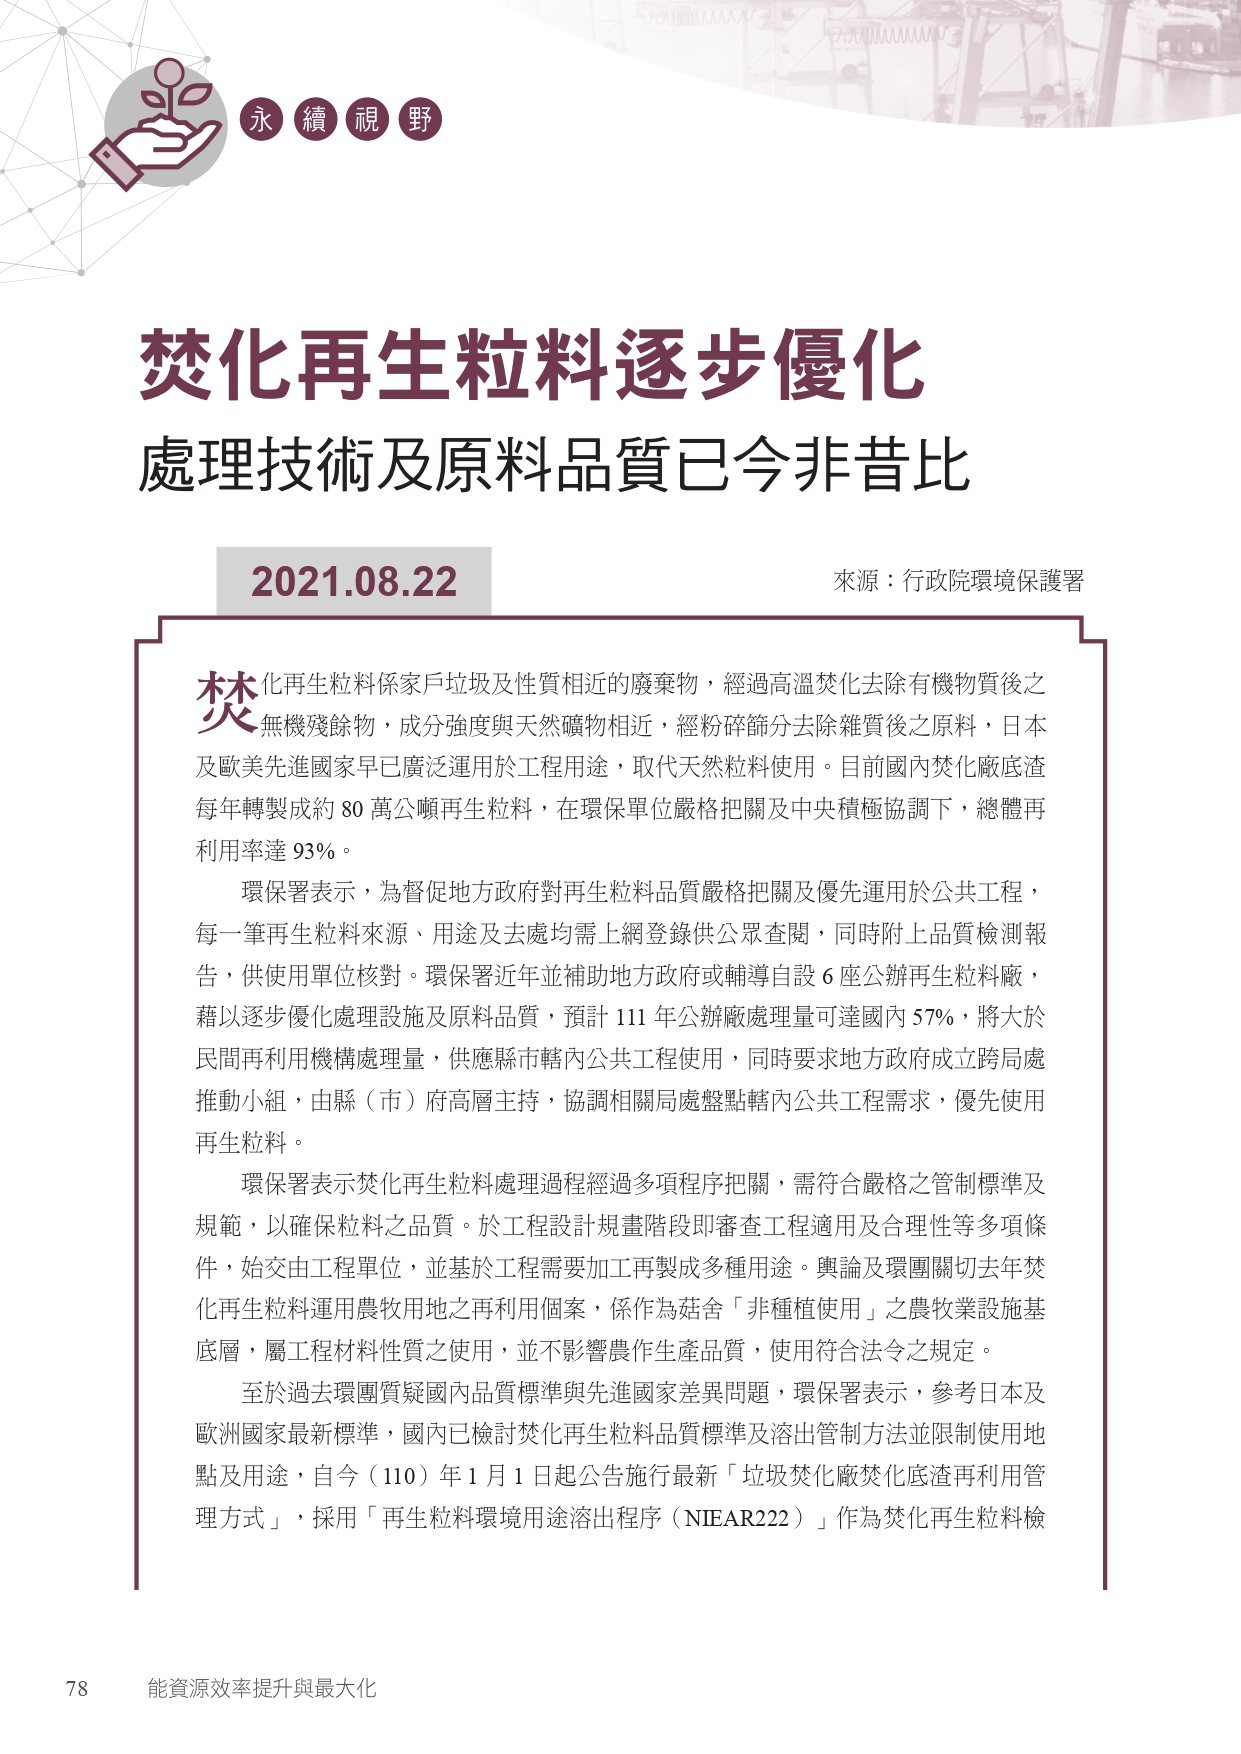 永續視野
焚化再生粒料逐步優化
處理技術及原料品質已今非昔比
2021.08.22
來源：行政院環境保護署
焚化再生粒料係家戶垃圾及性質相近的廢棄物，經過高溫焚化去除有機物質後之
無機殘餘物，成分強度與天然礦物相近，經粉碎篩分去除雜質後之原料，日本
及歐美先進國家早已廣泛運用於工程用途，取代天然粒料使用。目前國內焚化廠底渣
每年轉製成約 80 萬公噸再生粒料，在環保單位嚴格把關及中央積極協調下，總體再
利用率達 93%。
環保署表示，為督促地方政府對再生粒料品質嚴格把關及優先運用於公共工程，
每一筆再生粒料來源、用途及去處均需上網登錄供公眾查閱，同時附上品質檢測報
告，供使用單位核對。環保署近年並補助地方政府或輔導自設 6 座公辦再生粒料廠，
藉以逐步優化處理設施及原料品質，預計 111 年公辦廠處理量可達國內 57%，將大於
民間再利用機構處理量，供應縣市轄內公共工程使用，同時要求地方政府成立跨局處
推動小組，由縣（市）府高層主持，協調相關局處盤點轄內公共工程需求，優先使用
再生粒料。
環保署表示焚化再生粒料處理過程經過多項程序把關，需符合嚴格之管制標準及
規範，以確保粒料之品質。於工程設計規畫階段即審查工程適用及合理性等多項條
件，始交由工程單位，並基於工程需要加工再製成多種用途。輿論及環團關切去年焚
化再生粒料運用農牧用地之再利用個案，係作為菇舍「非種植使用」之農牧業設施基
底層，屬工程材料性質之使用，並不影響農作生產品質，使用符合法令之規定。
至於過去環團質疑國內品質標準與先進國家差異問題，環保署表示，參考日本及
歐洲國家最新標準，國內已檢討焚化再生粒料品質標準及溶出管制方法並限制使用地
點及用途，自今（110）年 1 月 1 日起公告施行最新「垃圾焚化廠焚化底渣再利用管
理方式」，採用「再生粒料環境用途溶出程序（NIEAR222）」作為焚化再生粒料檢
78
能資源效率提升與最大化